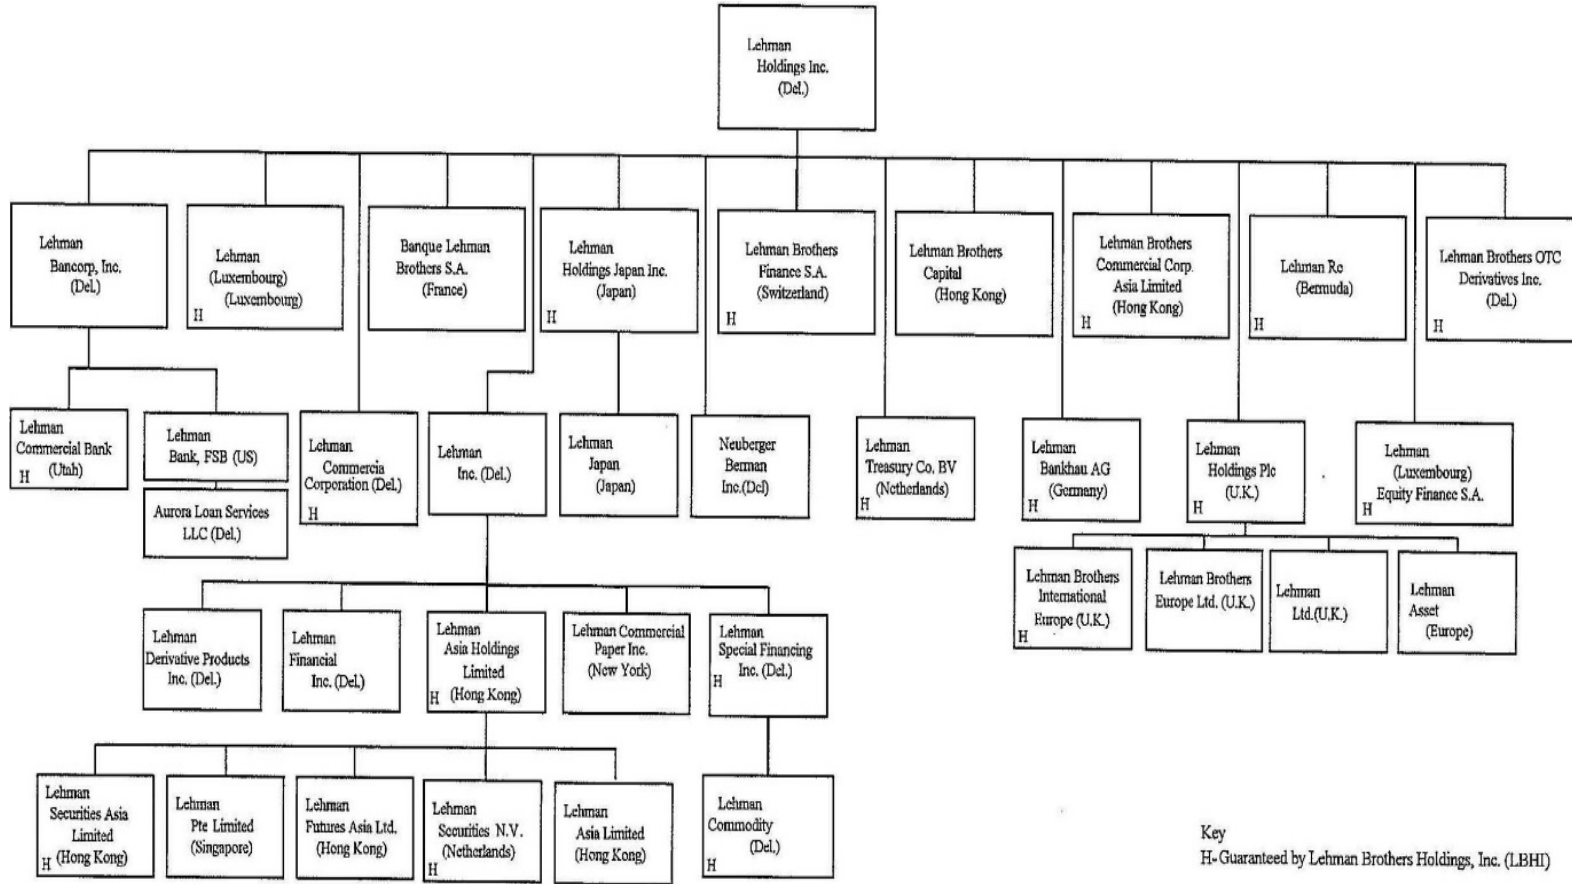 Lehman
Holdings Inc.
(Del.)
Lehman
Bancorp, Inc.
(Del.)
Lehman
(Luxembourg)
(Luxembourg)
H
Banque Lehman
Brothers S.A.
(France)
Lehman
Holdings Japan Inc.
(Japan)
H
Lehman Brothers
Finance S.A.
(Switzerland)
H
Lehman Brothers
Capital
(Hong Kong)
Lehman Brothers
Commercial Corp.
Asia Limited
(Hong Kong)
H
Lehman Re
(Bermuda)
H
Lehman Brothers OTC
Derivatives Inc.
(Del.)
H
Lehman
Commercial Bank
(Utah)
H
Lehman
Bank, FSB (US)
Aurora Loan Services
LLC (Del.)
Lehman
Commercia
Corporation (Del.)
H
Lehman
Inc. (Del.)
Lehman
Japan
(Japan)
Neuberger
Berman
Inc.(Del)
Lehman
Treasury Co. BV
(Netherlands)
H
Lehman
Bankhau AG
(Germany)
H
Lehman
Holdings Plc
(U.K.)
H
Lehman
(Luxembourg)
Equity Finance S.A.
H
Lehman Brothers
International
Europe (U.K.)
H
Lehman Brothers
Europe Ltd. (U.K.)
Lehman
Ltd.(U.K.)
Lehman
Asset
(Europe)
Lehman
Derivative Products
Inc. (Del.)
Lehman
Financial
Inc. (Del.)
Lehman
Asia Holdings
Limited
(Hong Kong)
H
Lehman Commercial
Paper Inc.
(New York)
Lehman
Special Financing
Inc. (Del.)
H
Lehman
Securities Asia
Limited
(Hong Kong)
H
Lehman
Pte Limited
(Singapore)
Lehman
Futures Asia Ltd.
(Hong Kong)
Lehman
Securities N.V.
(Netherlands)
H
Lehman
Asia Limited
(Hong Kong)
Lehman
Commodity
(Del.)
H
Key
H-Guaranteed by Lehman Brothers Holdings, Inc. (LBHI)